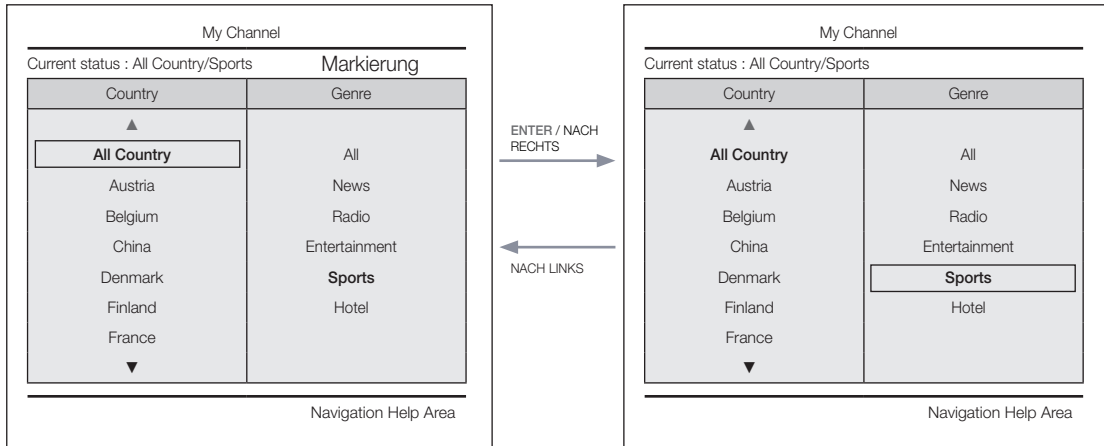 My Channel
Current status : All Country/Sports Markierung
Country Genre
▲
All Country All
Austria News
Belgium Radio
China Entertainment
Denmark Sports
Finland Hotel
France
▼
Navigation Help Area
ENTER / NACH
RECHTS
NACH LINKS
My Channel
Current status : All Country/Sports
Country Genre
▲
All Country All
Austria News
Belgium Radio
China Entertainment
Denmark Sports
Finland Hotel
France
▼
Navigation Help Area